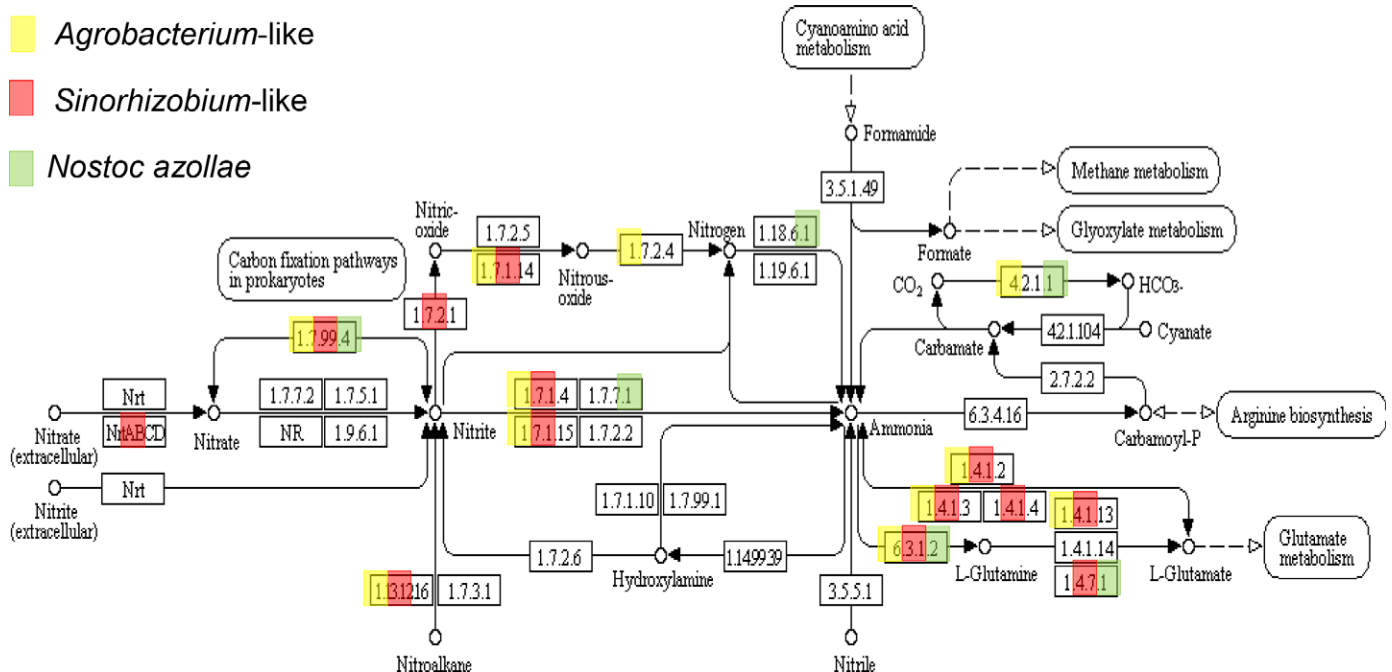 Agrobacterium-like
Sinorhizobium-like
Nostoc azollae
Cyanoamino acid
metabolism
Formamide
3.5.1.49
Methane metabolism
Glyoxylate metabolism
Formate
Nitric-
oxide
1.7.2.5
1.7.1.14
Nitrous-
oxide
1.7.2.4
Nitrogen
1.18.6.1
1.19.6.1
Carbon fixation pathways
in prokaryotes
1.7.2.1
1.7.99.4
CO2
4.2.1.1
HCO3-
4.2.1.104
Cyanate
Carbamate
2.7.2.2
Nrt
NrtABCD
Nitrate
(extracellular)
Nitrate
1.7.7.2
1.7.5.1
NR
1.9.6.1
Nitrite
1.7.1.4
1.7.7.1
1.7.1.15
1.7.2.2
Ammonia
6.3.4.16
Carbamoyl-P
Arginine biosynthesis
Nrt
Nitrite
(extracellular)
1.7.1.10
1.7.99.1
1.4.1.2
1.4.1.3
1.4.1.4
1.4.1.13
6.3.1.2
L-Glutamine
1.4.1.14
1.4.7.1
L-Glutamate
Glutamate
metabolism
1.7.2.6
Hydroxylamine
1.14.99.39
1.13.12.16
1.7.3.1
3.5.5.1
Nitroalkane
Nitrile